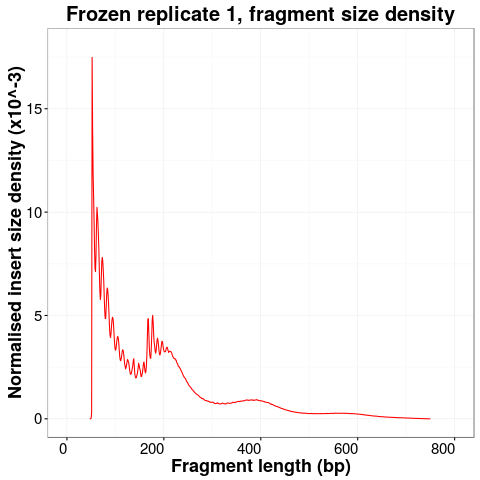 Frozen replicate 1, fragment size density
Normalised insert size density (x10^-3)
15
10
5
0
0 200 400 600 800
Fragment length (bp)